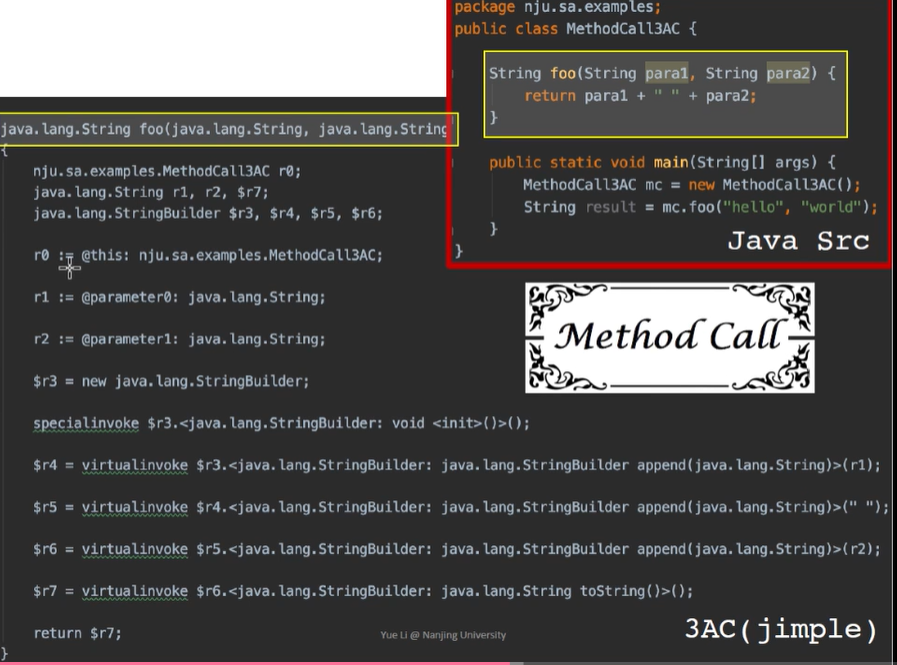 package nju.sa.examples;
public class MethodCall3AC {
String foo(String para1, String para2) {
return para1 + " " + para2;
}
public static void main(String[] args) {
MethodCall3AC mc = new MethodCall3AC();
String result = mc.foo("hello", "world");
}
}
Java Src
java.lang.String foo(java.lang.String, java.lang.String
{
nju.sa.examples.MethodCall3AC r0;
java.lang.String r1, r2, $r7;
java.lang.StringBuilder $r3, $r4, $r5, $r6;
r0 := @this: nju.sa.examples.MethodCall3AC;
r1 := @parameter0: java.lang.String;
r2 := @parameter1: java.lang.String;
$r3 = new java.lang.StringBuilder;
specialinvoke $r3.<java.lang.StringBuilder: void <init>()>();
$r4 = virtualinvoke $r3.<java.lang.StringBuilder: java.lang.StringBuilder append(java.lang.String)>(r1);
$r5 = virtualinvoke $r4.<java.lang.StringBuilder: java.lang.StringBuilder append(java.lang.String)>(" ");
$r6 = virtualinvoke $r5.<java.lang.StringBuilder: java.lang.StringBuilder append(java.lang.String)>(r2);
$r7 = virtualinvoke $r6.<java.lang.StringBuilder: java.lang.String toString()>();
return $r7;
}
Method Call
3AC(jimple)
Yue Li @ Nanjing University